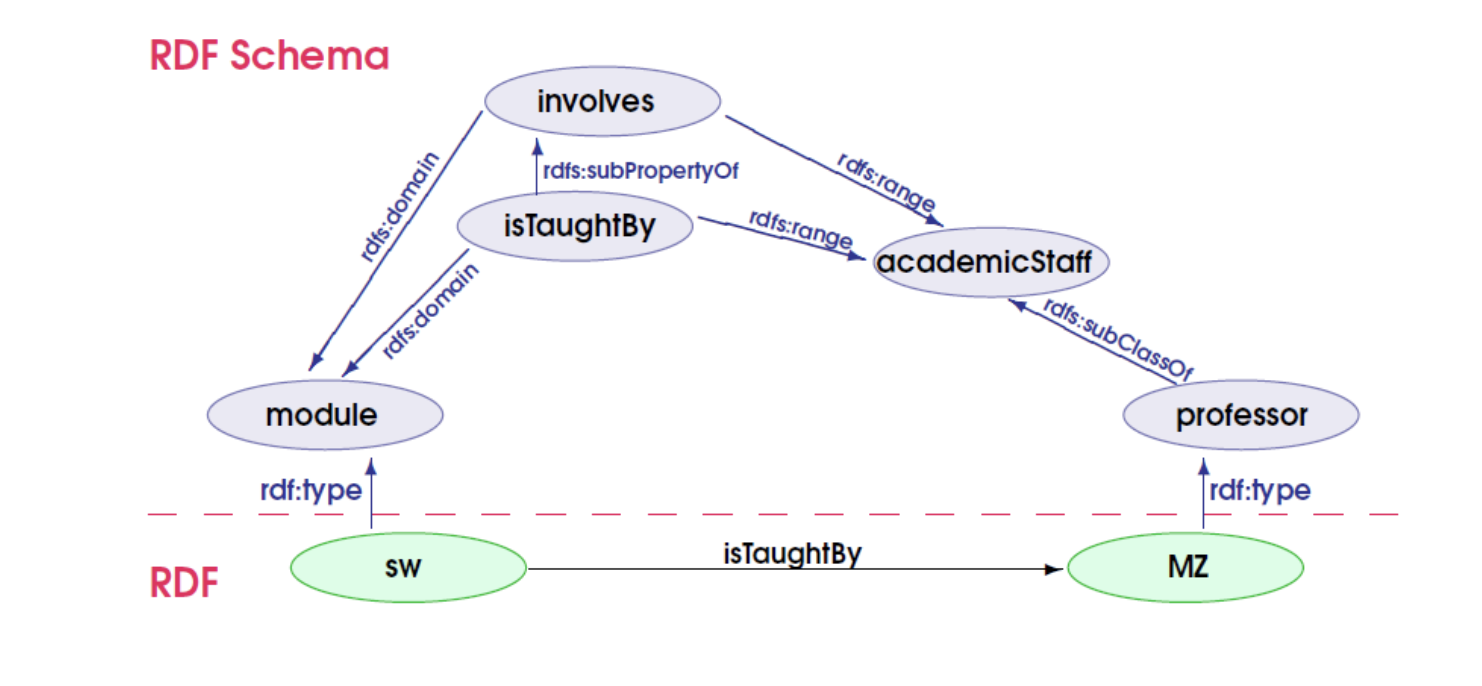 RDF Schema
involves
rdfs:domain
rdfs:subPropertyOf
rdfs:range
isTaughtBy
rdfs:range
rdfs:domain
academicStaff
rdfs:subClassOf
module
professor
rdf:type
rdf:type
RDF
sw
isTaughtBy
MZ